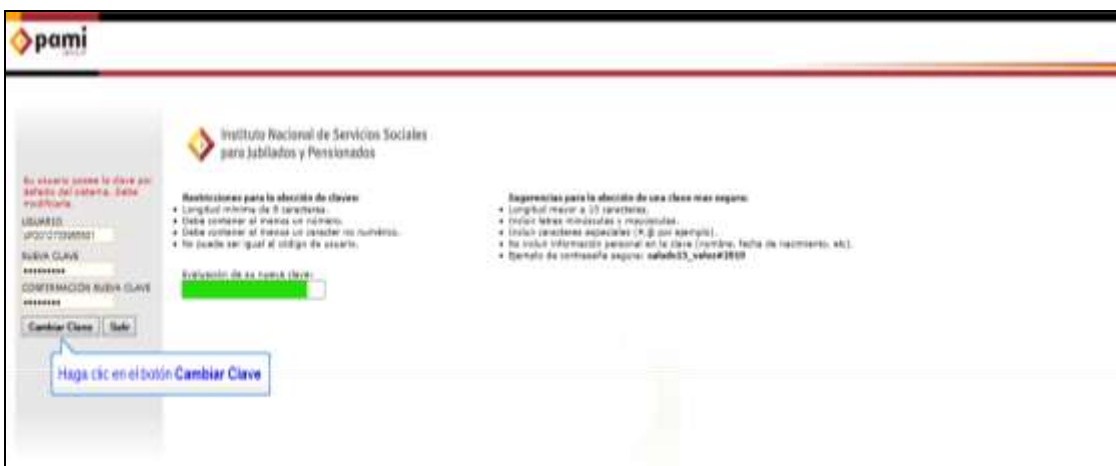 pami
Instituto Nacional de Servicios Sociales
para Jubilados y Pensionados
Su usuario posee la clave por
defecto del sistema. Debe
modificarla.
USUARIO
NUEVA CLAVE
CONFIRMACIÓN NUEVA CLAVE
Cambiar Clave Salir
Restricciones para la elección de claves:
Longitud mínima de 8 caracteres.
Debe contener al menos un número.
Debe contener al menos un caracter no numérico.
No puede ser igual al código de usuario.
Evaluación de su nueva clave:
Sugerencias para la elección de una clave mas segura:
Longitud mayor a 10 caracteres.
Incluir letras minúsculas y mayúsculas.
Incluir caracteres especiales (#,@ por ejemplo).
No incluir información personal en la clave (nombre, fecha de nacimiento, etc).
Ejemplo de contraseña segura:
Haga clic en el botón Cambiar Clave